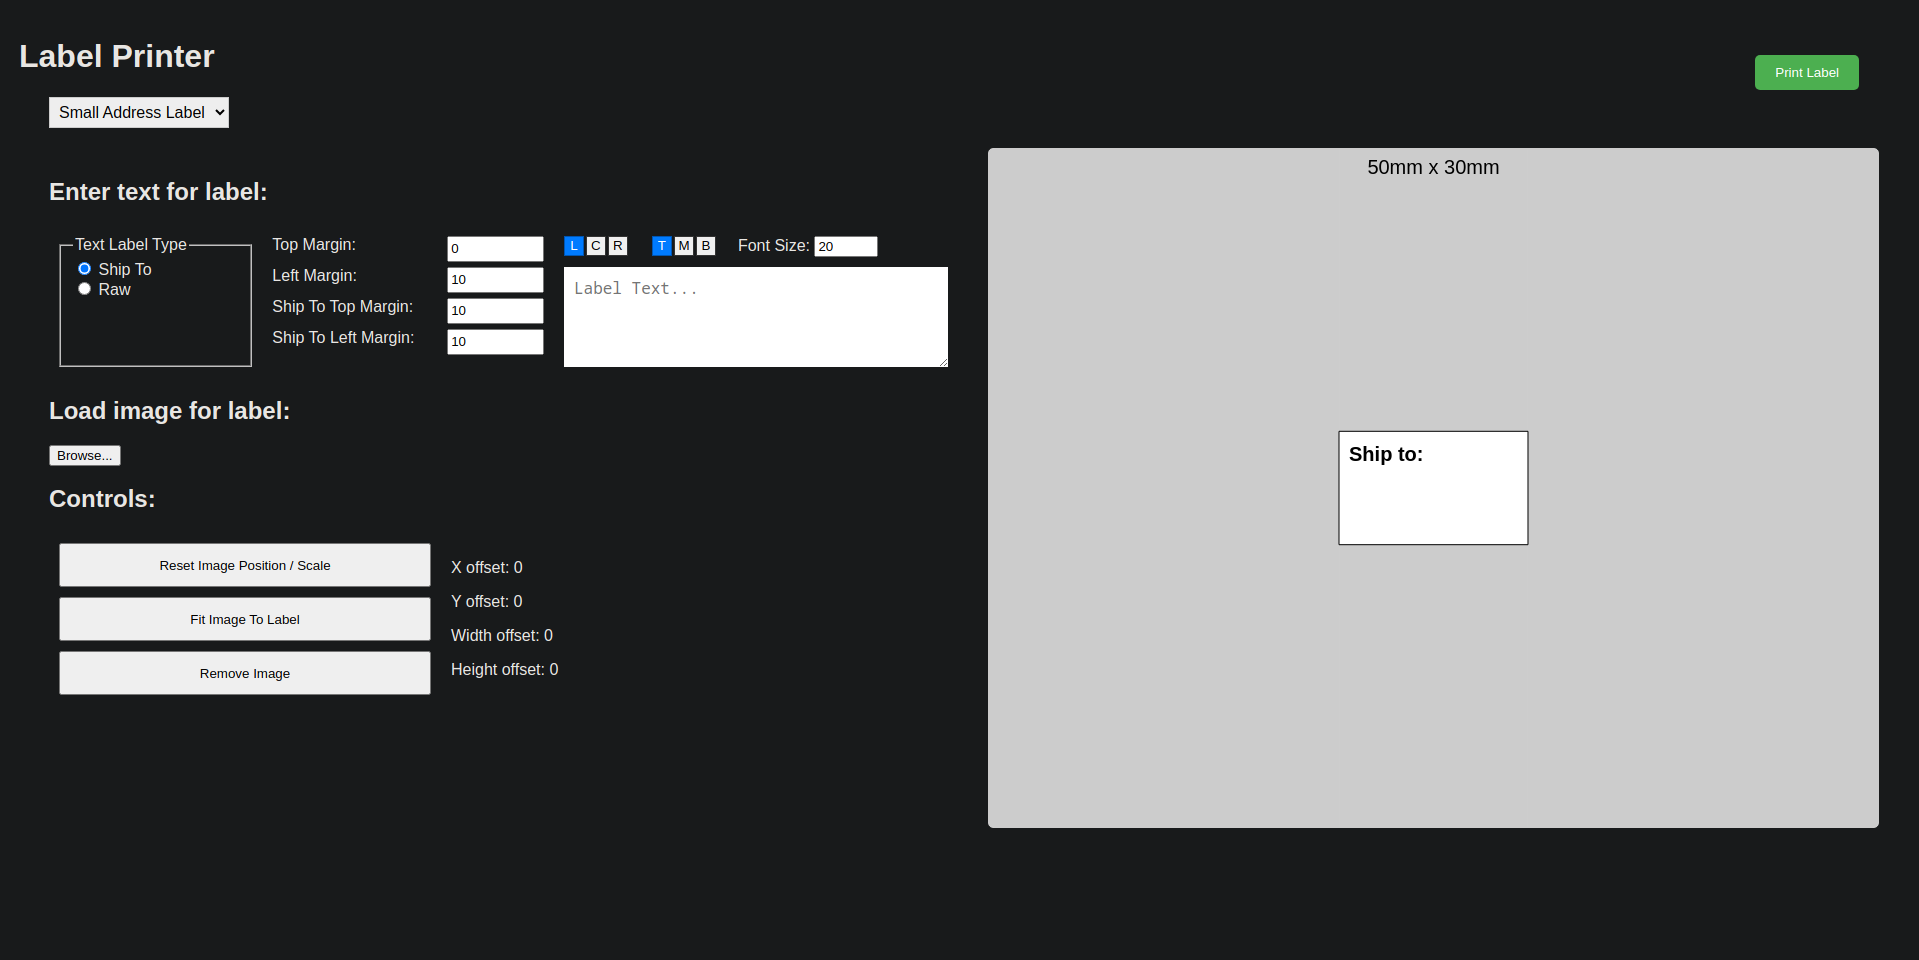 Label Printer
Print Label
Small Address Label
Enter text for label:
Text Label Type
Ship To
Raw
Top Margin: 0
Left Margin: 10
Ship To Top Margin: 10
Ship To Left Margin: 10
L C R T M B Font Size: 20
Label Text...
Load image for label:
Browse...
Controls:
Reset Image Position / Scale
Fit Image To Label
Remove Image
X offset: 0
Y offset: 0
Width offset: 0
Height offset: 0
50mm x 30mm
Ship to: